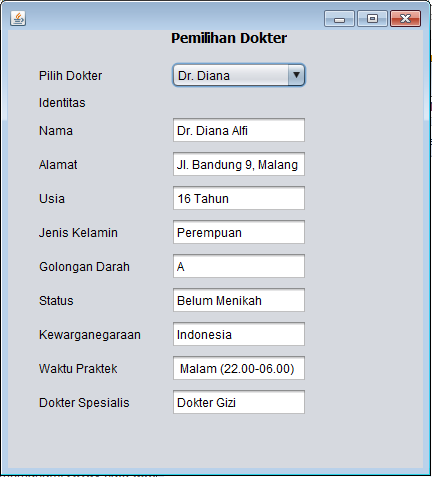 Pemilihan Dokter
Pilih Dokter Dr. Diana
Identitas
Nama Dr. Diana Alfi
Alamat Jl. Bandung 9, Malang
Usia 16 Tahun
Jenis Kelamin Perempuan
Golongan Darah A
Status Belum Menikah
Kewarganegaraan Indonesia
Waktu Praktek Malam (22.00-06.00)
Dokter Spesialis Dokter Gizi